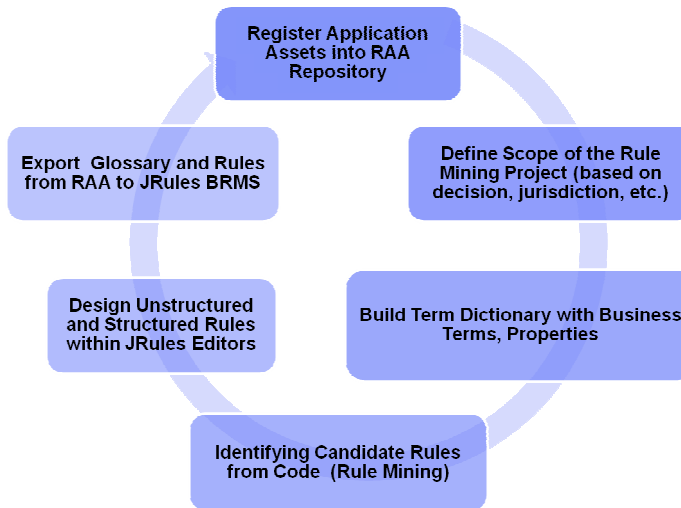 Register Application
Assets into RAA
Repository
Define Scope of the Rule
Mining Project (based on
decision, jurisdiction, etc.)
Build Term Dictionary with Business
Terms, Properties
Identifying Candidate Rules
from Code  (Rule Mining)
Design Unstructured
and Structured Rules
within JRules Editors
Export  Glossary and Rules
from RAA to JRules BRMS